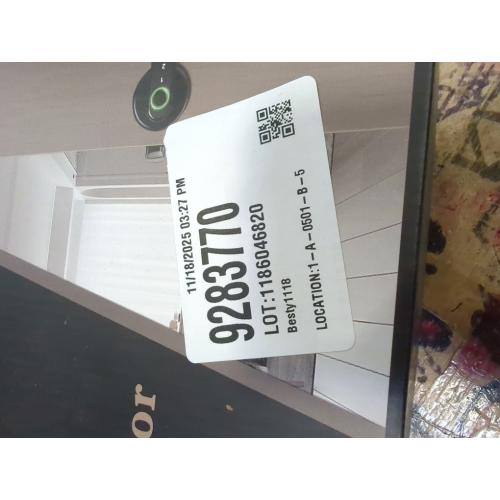 11/18/2025 03:27 PM
9283770
LOT:1186046820
Besty1118
LOCATION:1-A-0501-B-5
or